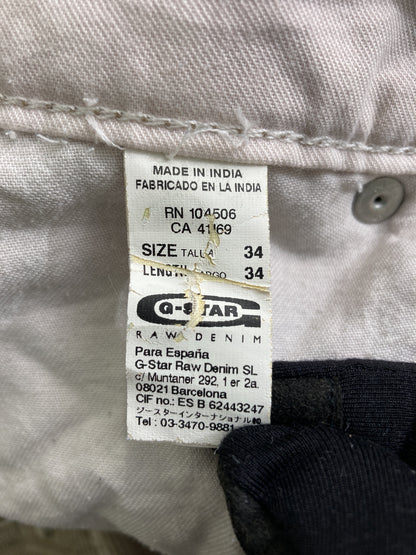 MADE IN INDIA
FABRICADO EN LA INDIA
RN 104506
CA 41169
SIZE TALLA 34
LENGTH LARGO 34
G-STAR
RAW DENIM
Para España
G-Star Raw Denim SL
c/ Muntaner 292, 1 er 2a.
08021 Barcelona
CIF no.: ES B 62443247
ジースターインターナショナル㈱
Tel : 03-3470-9881